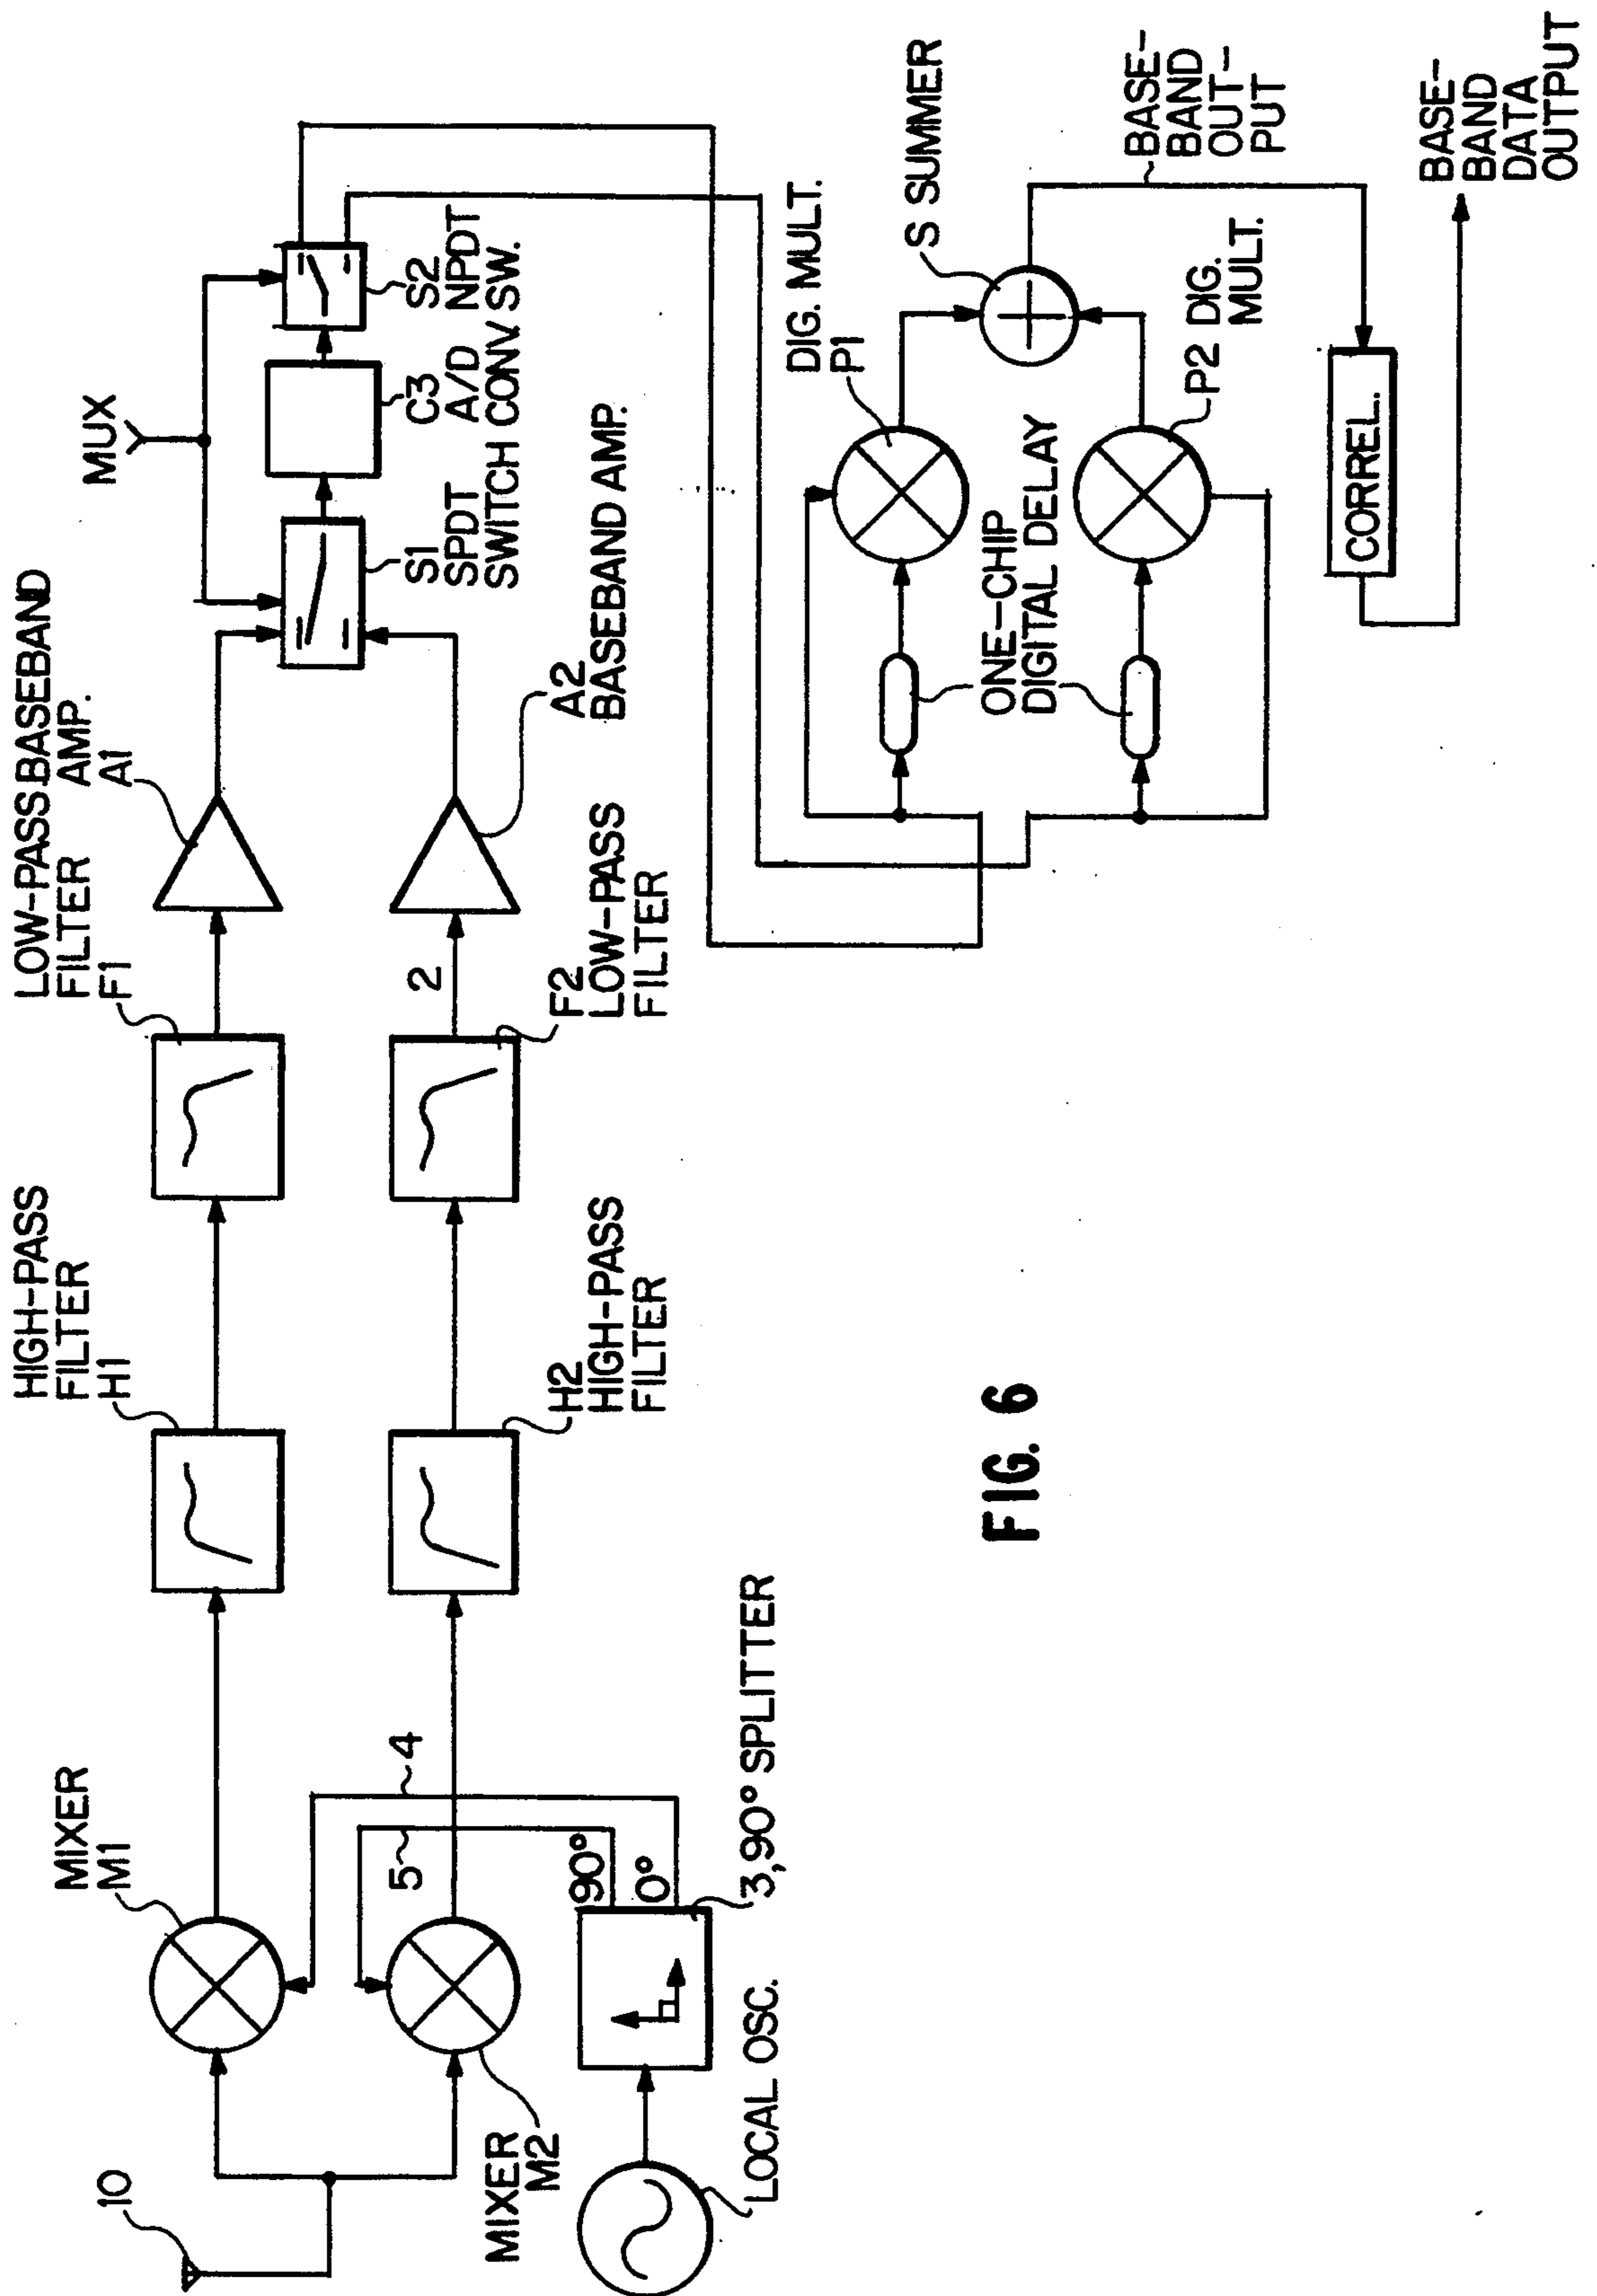 10
MIXER
M1
HIGH-PASS
FILTER
H1
LOW-PASS
FILTER
F1
BASEBAND
AMP.
A1
MUX
MIXER
M2
5
4
90°
0°
3,90° SPLITTER
LOCAL OSC.
H2
HIGH-PASS
FILTER
2
F2
LOW-PASS
FILTER
A2
BASEBAND AMP.
S1
SPDT
SWITCH
C3
A/D
CONV.
S2
NPDT
SW.
DIG. MULT.
P1
S SUMMER
ONE-CHIP
DIGITAL DELAY
P2 DIG.
MULT.
BASE-
BAND
OUT-
PUT
CORREL.
BASE-
BAND
DATA
OUTPUT
FIG. 6